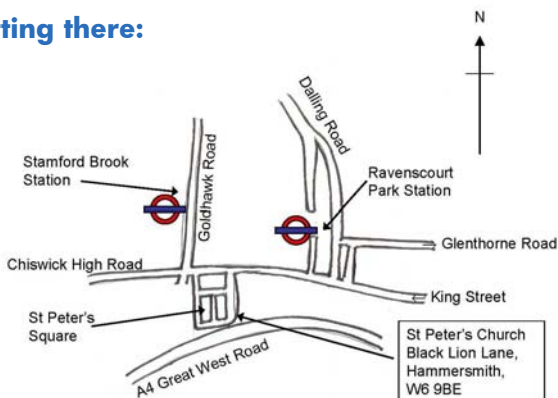 ting there:
N
Dalling Road
Stamford Brook
Station
Goldhawk Road
Ravenscourt
Park Station
Glenthorne Road
Chiswick High Road
King Street
St Peter's
Square
St Peter's Church
Black Lion Lane,
Hammersmith,
W6 9BE
A4 Great West Road